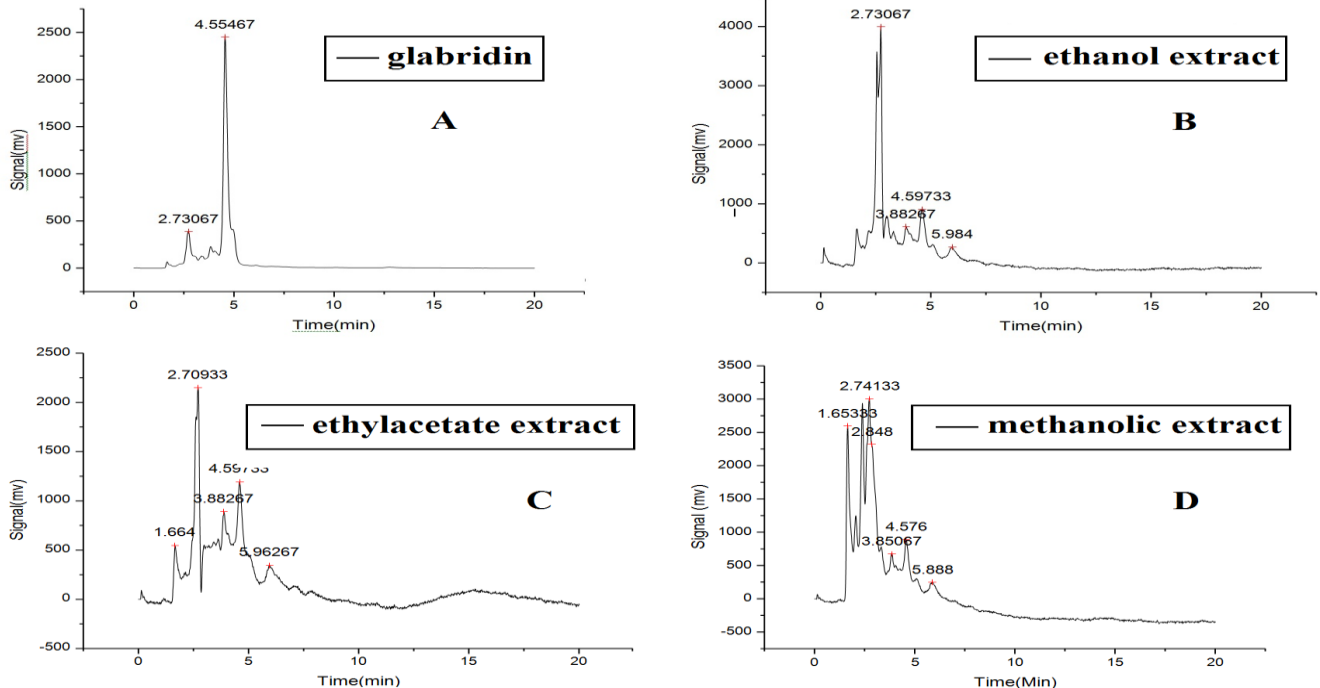 4.55467
2500
glabridin
2000
A
1500
Signal(mv)
1000
500
2.73067
0
0 5 10 15 20
Time(min)
2.73067
4000
ethanol extract
3000
B
Signal(mv)
2000
1000
4.59733
3.88267
5.984
0
0 5 10 15 20
Time(min)
2500
2.70933
2000
ethylacetate extract
1500
4.59733
C
Signal(mv)
1000
3.88267
1.664
500
5.96267
0
-500
0 5 10 15 20
Time(min)
3500
2.74133
3000
1.65333
methanolic extract
2.848
2500
2000
D
Signal (mv)
1500
1000
4.576
3.85067
500
5.888
0
-500
0 5 10 15 20
Time(Min)